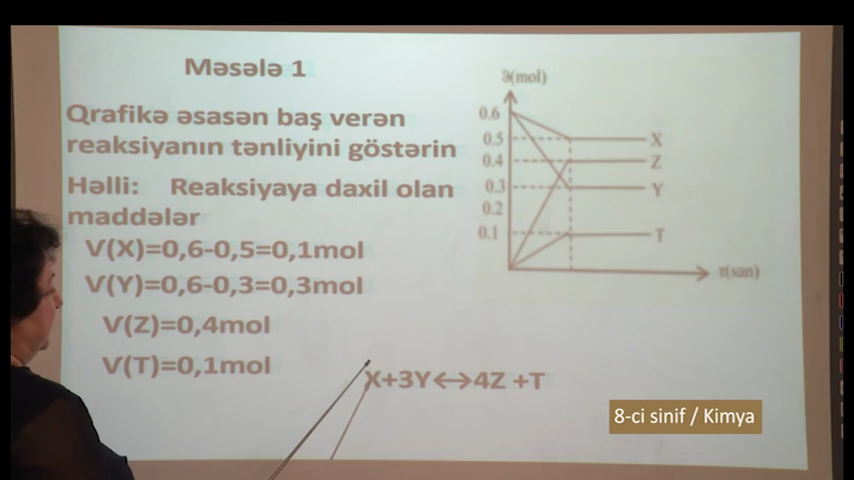 Məsələ 1
Qrafikə əsasən baş verən
reaksiyanın tənliyini göstərin
Həlli: Reaksiyaya daxil olan
maddələr
V(X)=0,6-0,5=0,1mol
V(Y)=0,6-0,3=0,3mol
V(Z)=0,4mol
V(T)=0,1mol
X+3Y↔4Z +T
ϑ(mol)
0.6
0.5
0.4
0.3
0.2
0.1
X
Z
Y
T
τ(san)
8-ci sinif / Kimya